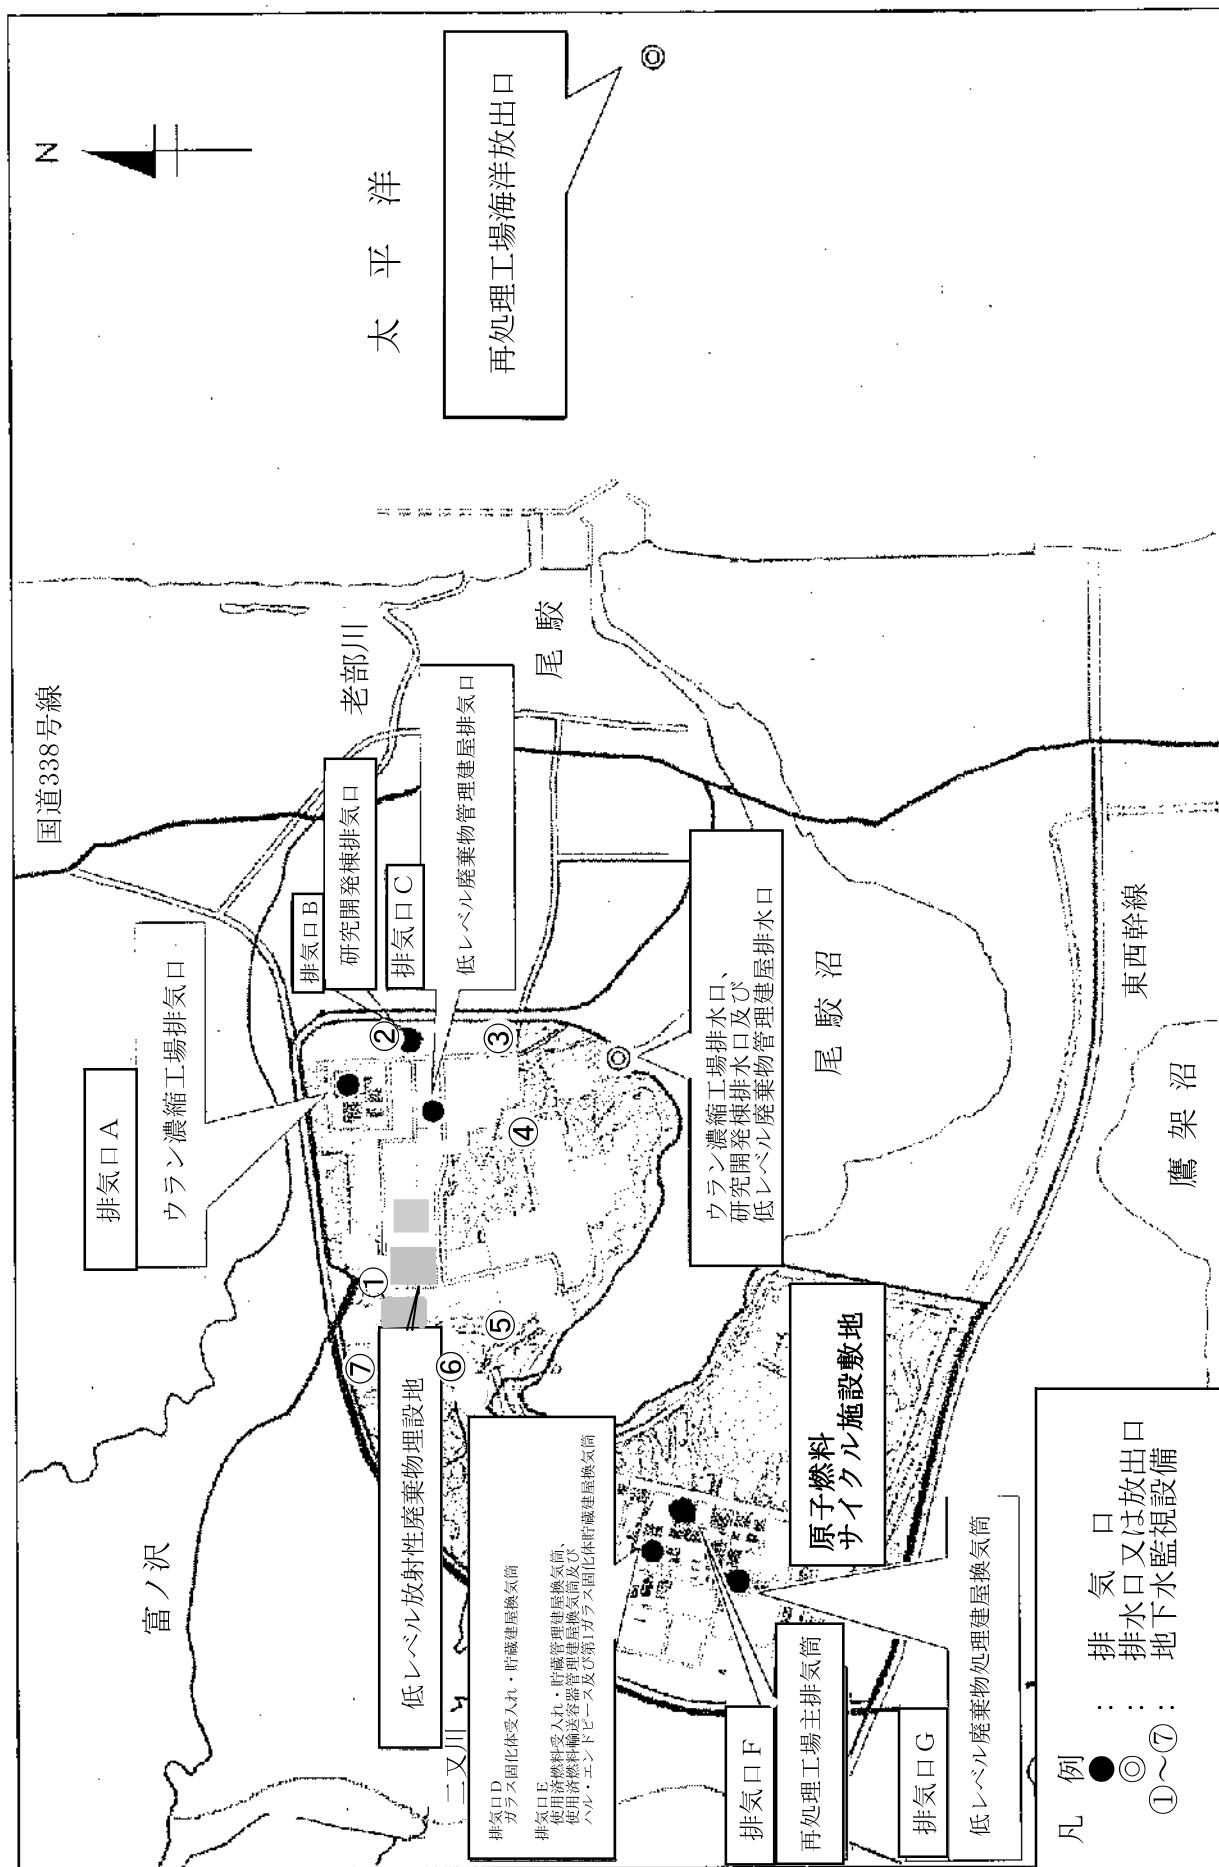 N
国道338号線
太平洋
再処理工場海洋放出口
老部川
尾駮
排気口A
ウラン濃縮工場排気口
排気口B
研究開発棟排気口
排気口C
低レベル廃棄物管理建屋排気口
富ノ沢
①
②
③
④
⑤
⑥
⑦
低レベル放射性廃棄物埋設地
二又川
ウラン濃縮工場排水口、
研究開発棟排水口及び
低レベル廃棄物管理建屋排水口
尾駮沼
排気口D
ガラス固化体受入れ・貯蔵建屋換気筒
排気口E
使用済燃料受入れ・貯蔵管理建屋換気筒、
使用済燃料輸送容器管理建屋換気筒及び
ハル・エンドピース及び第1ガラス固化体貯蔵建屋換気筒
原子燃料
サイクル施設敷地
東西幹線
鷹架沼
排気口F
再処理工場主排気筒
排気口G
低レベル廃棄物処理建屋換気筒
凡例
●:排気口
◎:排水口又は放出口
①~⑦:地下水監視設備